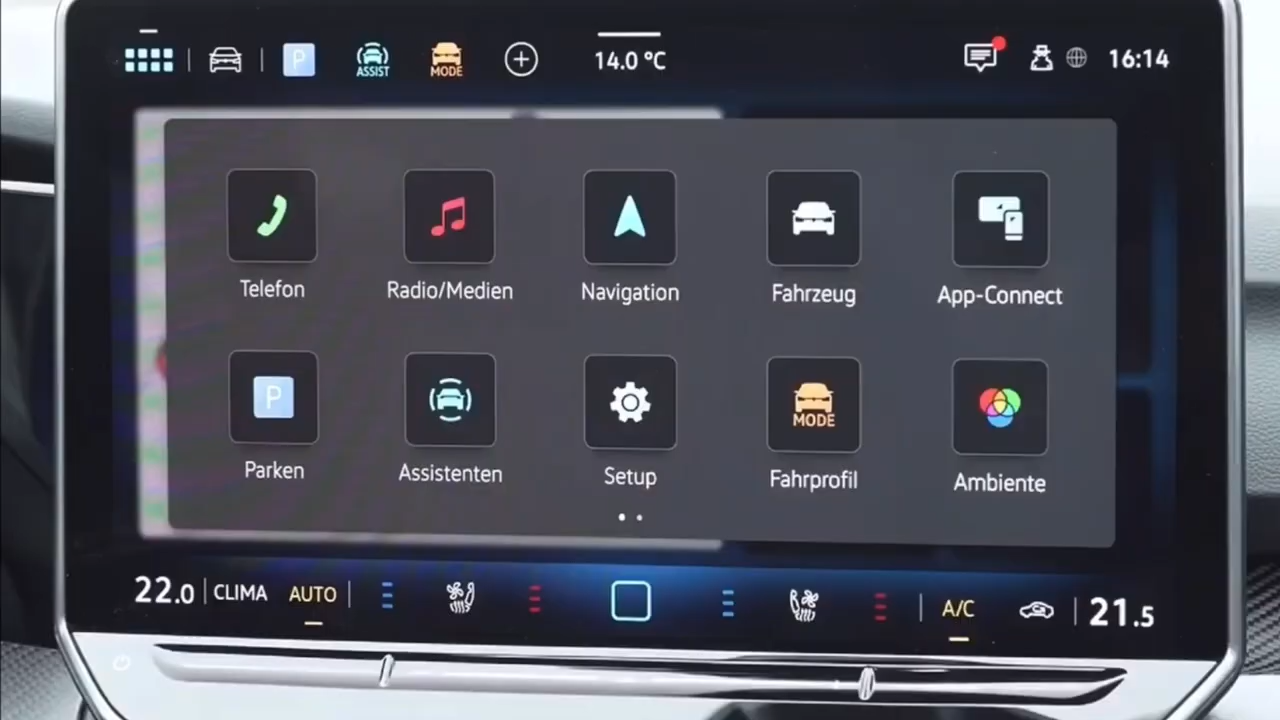 P
ASSIST
MODE
14.0 °C
16:14
Telefon
Radio/Medien
Navigation
Fahrzeug
App-Connect
P
MODE
Parken
Assistenten
Setup
Fahrprofil
Ambiente
22.0 CLIMA AUTO A/C 21.5